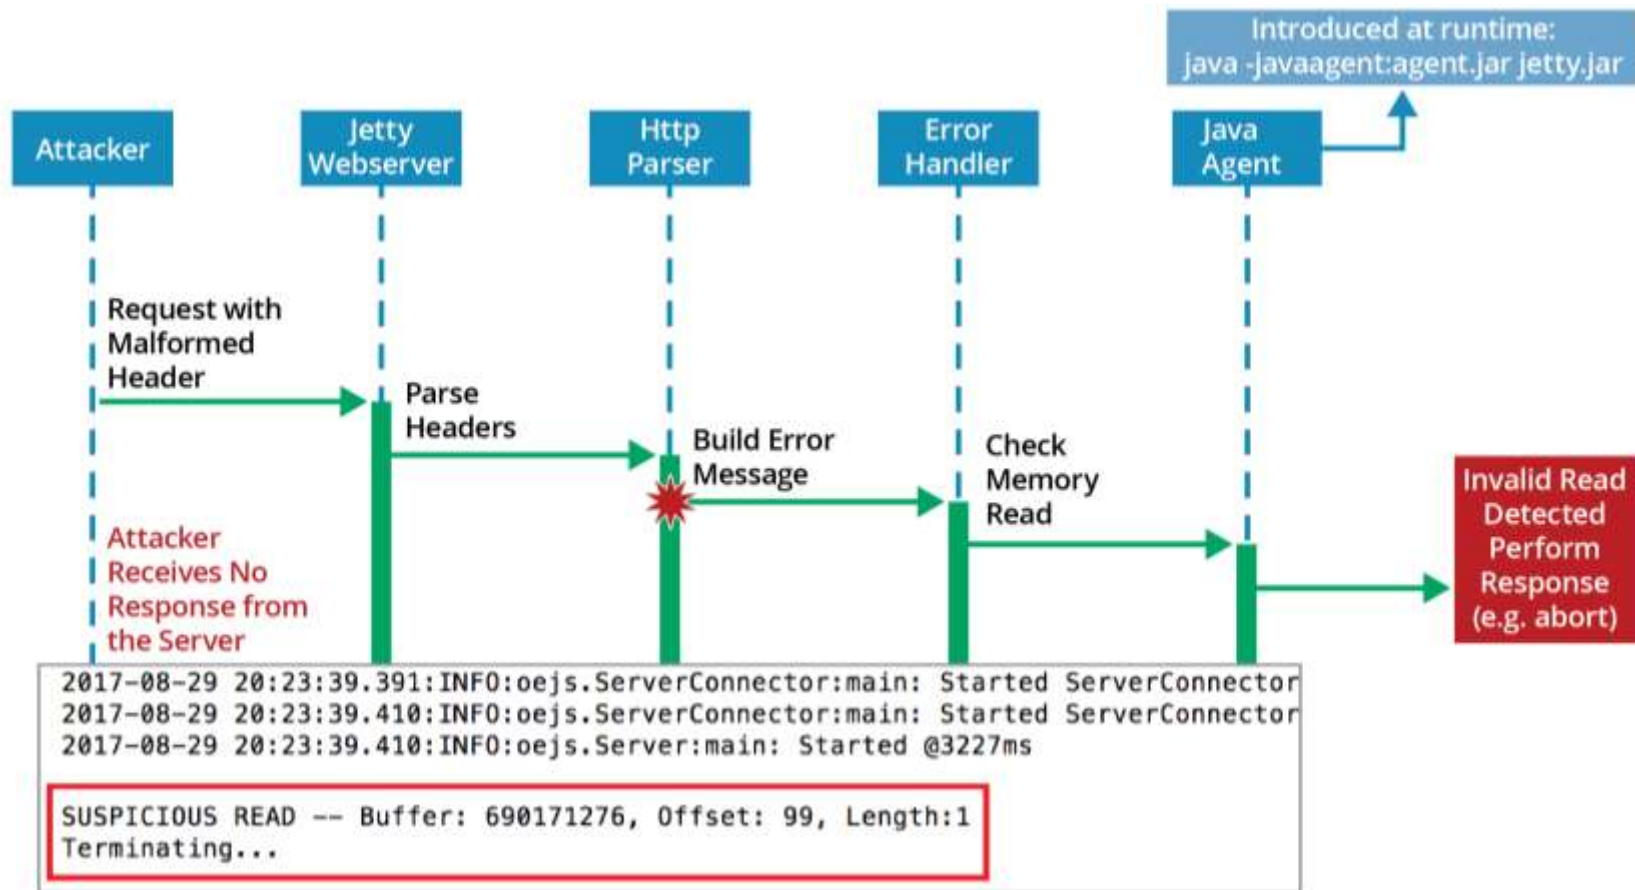 Introduced at runtime:
java -javaagent:agent.jar jetty.jar
Attacker
Jetty
Webserver
Http
Parser
Error
Handler
Java
Agent
Request with
Malformed
Header
Parse
Headers
Build Error
Message
Check
Memory
Read
Invalid Read
Detected
Perform
Response
(e.g. abort)
Attacker
Receives No
Response from
the Server
2017-08-29 20:23:39.391:INFO:oejs.ServerConnector:main: Started ServerConnector
2017-08-29 20:23:39.410:INFO:oejs.ServerConnector:main: Started ServerConnector
2017-08-29 20:23:39.410:INFO:oejs.Server:main: Started @3227ms
SUSPICIOUS READ -- Buffer: 690171276, Offset: 99, Length:1
Terminating...